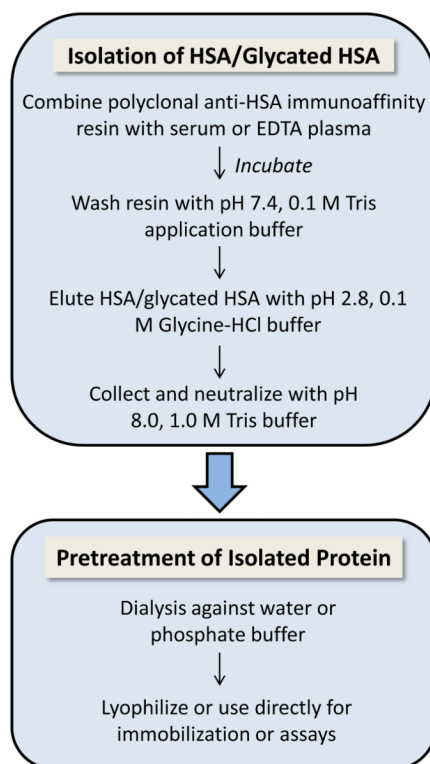 Isolation of HSA/Glycated HSA
Combine polyclonal anti-HSA immunoaffinity
resin with serum or EDTA plasma
Incubate
Wash resin with pH 7.4, 0.1 M Tris
application buffer
Elute HSA/glycated HSA with pH 2.8, 0.1
M Glycine-HCl buffer
Collect and neutralize with pH
8.0, 1.0 M Tris buffer
Pretreatment of Isolated Protein
Dialysis against water or
phosphate buffer
Lyophilize or use directly for
immobilization or assays